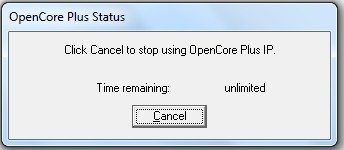 OpenCore Plus Status
Click Cancel to stop using OpenCore Plus IP.
Time remaining: unlimited
Cancel